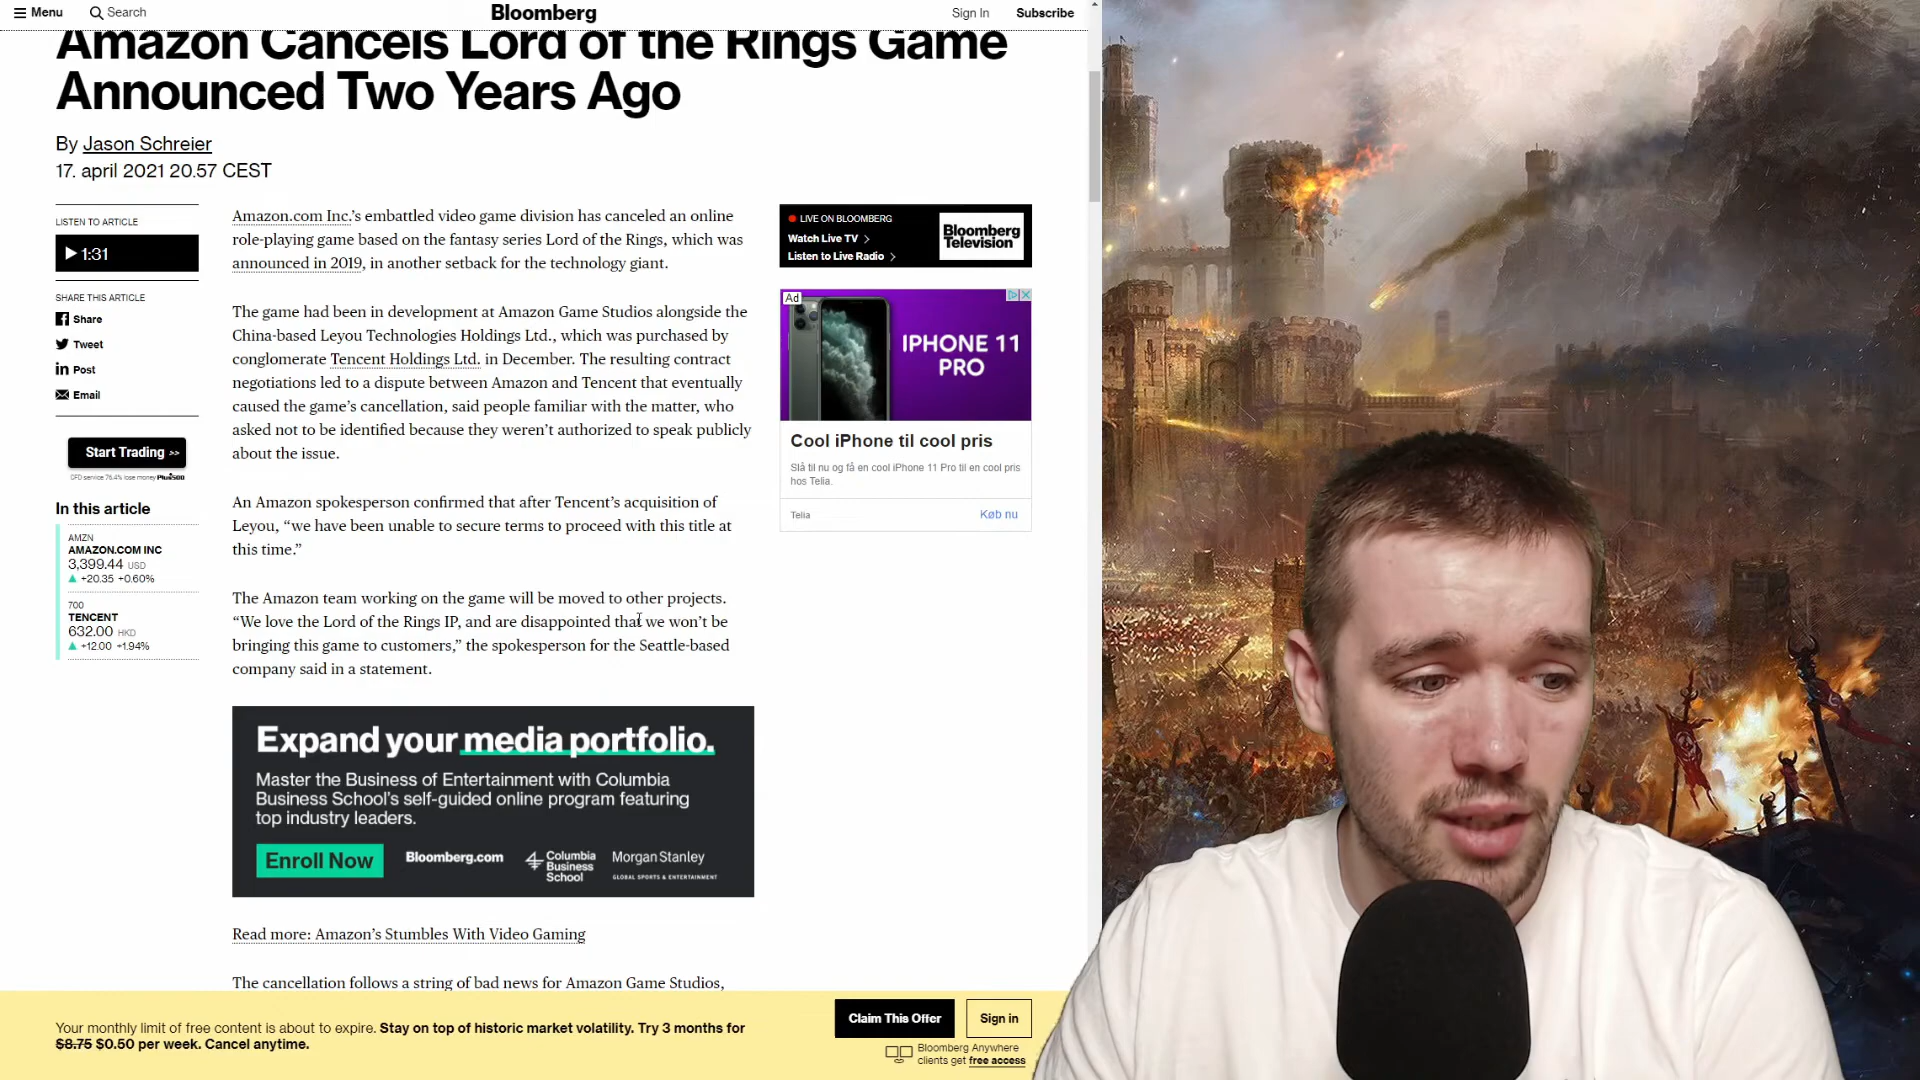 Menu
Search
Bloomberg
Sign In
Subscribe
Amazon Cancels Lord of the Rings Game
Announced Two Years Ago
By Jason Schreier
17. april 2021 20.57 CEST
LISTEN TO ARTICLE
1:31
SHARE THIS ARTICLE
Share
Tweet
Post
Email
Start Trading >>
CFD service 76.4% lose money Plus500
In this article
AMZN
AMAZON.COM INC
3,399.44 USD
▲ +20.35 +0.60%
700
TENCENT
632.00 HKD
▲ +12.00 +1.94%
Amazon.com Inc.’s embattled video game division has canceled an online
role-playing game based on the fantasy series Lord of the Rings, which was
announced in 2019, in another setback for the technology giant.
The game had been in development at Amazon Game Studios alongside the
China-based Leyou Technologies Holdings Ltd., which was purchased by
conglomerate Tencent Holdings Ltd. in December. The resulting contract
negotiations led to a dispute between Amazon and Tencent that eventually
caused the game’s cancellation, said people familiar with the matter, who
asked not to be identified because they weren’t authorized to speak publicly
about the issue.
An Amazon spokesperson confirmed that after Tencent’s acquisition of
Leyou, “we have been unable to secure terms to proceed with this title at
this time.”
The Amazon team working on the game will be moved to other projects.
“We love the Lord of the Rings IP, and are disappointed that we won’t be
bringing this game to customers,” the spokesperson for the Seattle-based
company said in a statement.
Expand your media portfolio.
Master the Business of Entertainment with Columbia
Business School’s self-guided online program featuring
top industry leaders.
Enroll Now
Bloomberg.com
Columbia
Business
School
Morgan Stanley
GLOBAL SPORTS & ENTERTAINMENT
Read more: Amazon’s Stumbles With Video Gaming
The cancellation follows a string of bad news for Amazon Game Studios,
LIVE ON BLOOMBERG
Watch Live TV >
Listen to Live Radio >
Bloomberg
Television
Ad
IPHONE 11
PRO
Cool iPhone til cool pris
Slå til nu og få en cool iPhone 11 Pro til en cool pris
hos Telia.
Telia
Køb nu
Your monthly limit of free content is about to expire. Stay on top of historic market volatility. Try 3 months for
$8.75 $0.50 per week. Cancel anytime.
Claim This Offer
Sign in
Bloomberg Anywhere
clients get free access